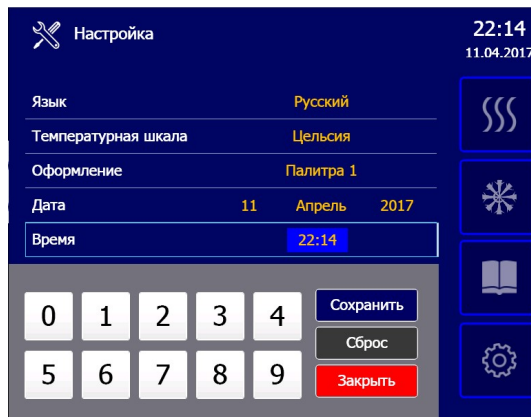 Настройка
22:14
11.04.2017
Язык Русский
Температурная шкала Цельсия
Оформление Палитра 1
Дата 11 Апрель 2017
Время 22:14
0 1 2 3 4 Сохранить
Сброс
5 6 7 8 9 Закрыть